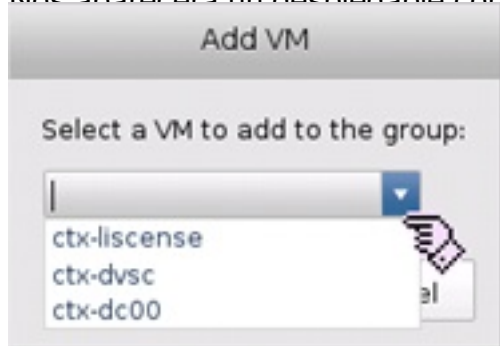 Add VM
Select a VM to add to the group:
ctx-liscense
ctx-dvsc
ctx-dc00
el